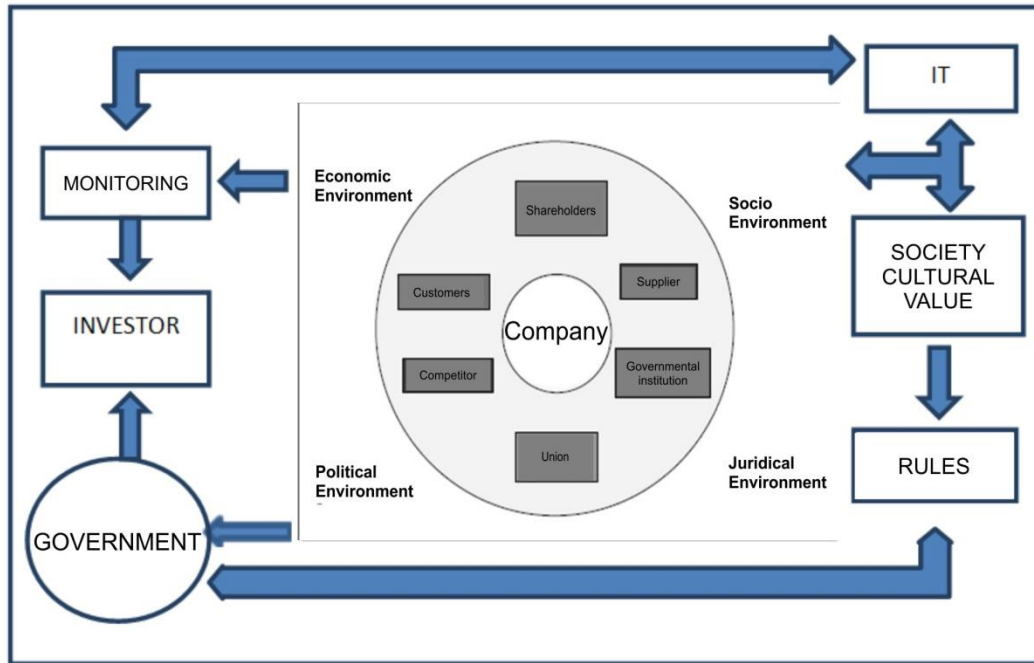 IT
MONITORING
Economic
Environment
Shareholders
Socio
Environment
SOCIETY
CULTURAL
VALUE
Customers
Supplier
INVESTOR
Company
Competitor
Governmental
institution
Union
Political
Environment
Juridical
Environment
RULES
GOVERNMENT